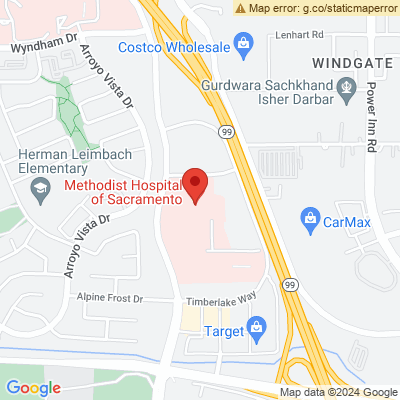 Map error: g.co/staticmaperror
Wyndham Dr
Arroyo Vista Dr
Costco Wholesale
Lenhart Rd
WINDGATE
Gurdwara Sachkhand
Isher Darbar
Power Inn Rd
99
Herman Leimbach
Elementary
Methodist Hospital
of Sacramento
Arroyo Vista Dr
CarMax
99
Alpine Frost Dr
Timberlake Way
Target
Google
Map data ©2024 Google